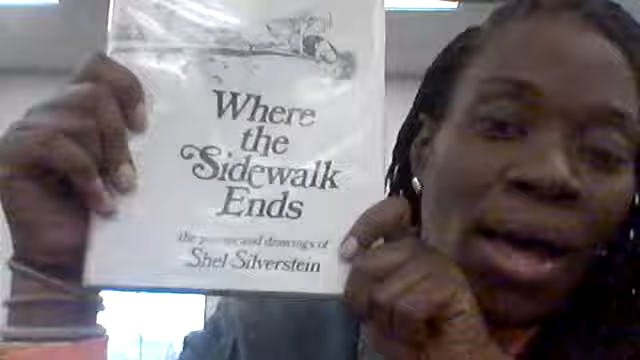 Where
the
Sidewalk
Ends
the poems and drawings of
Shel Silverstein